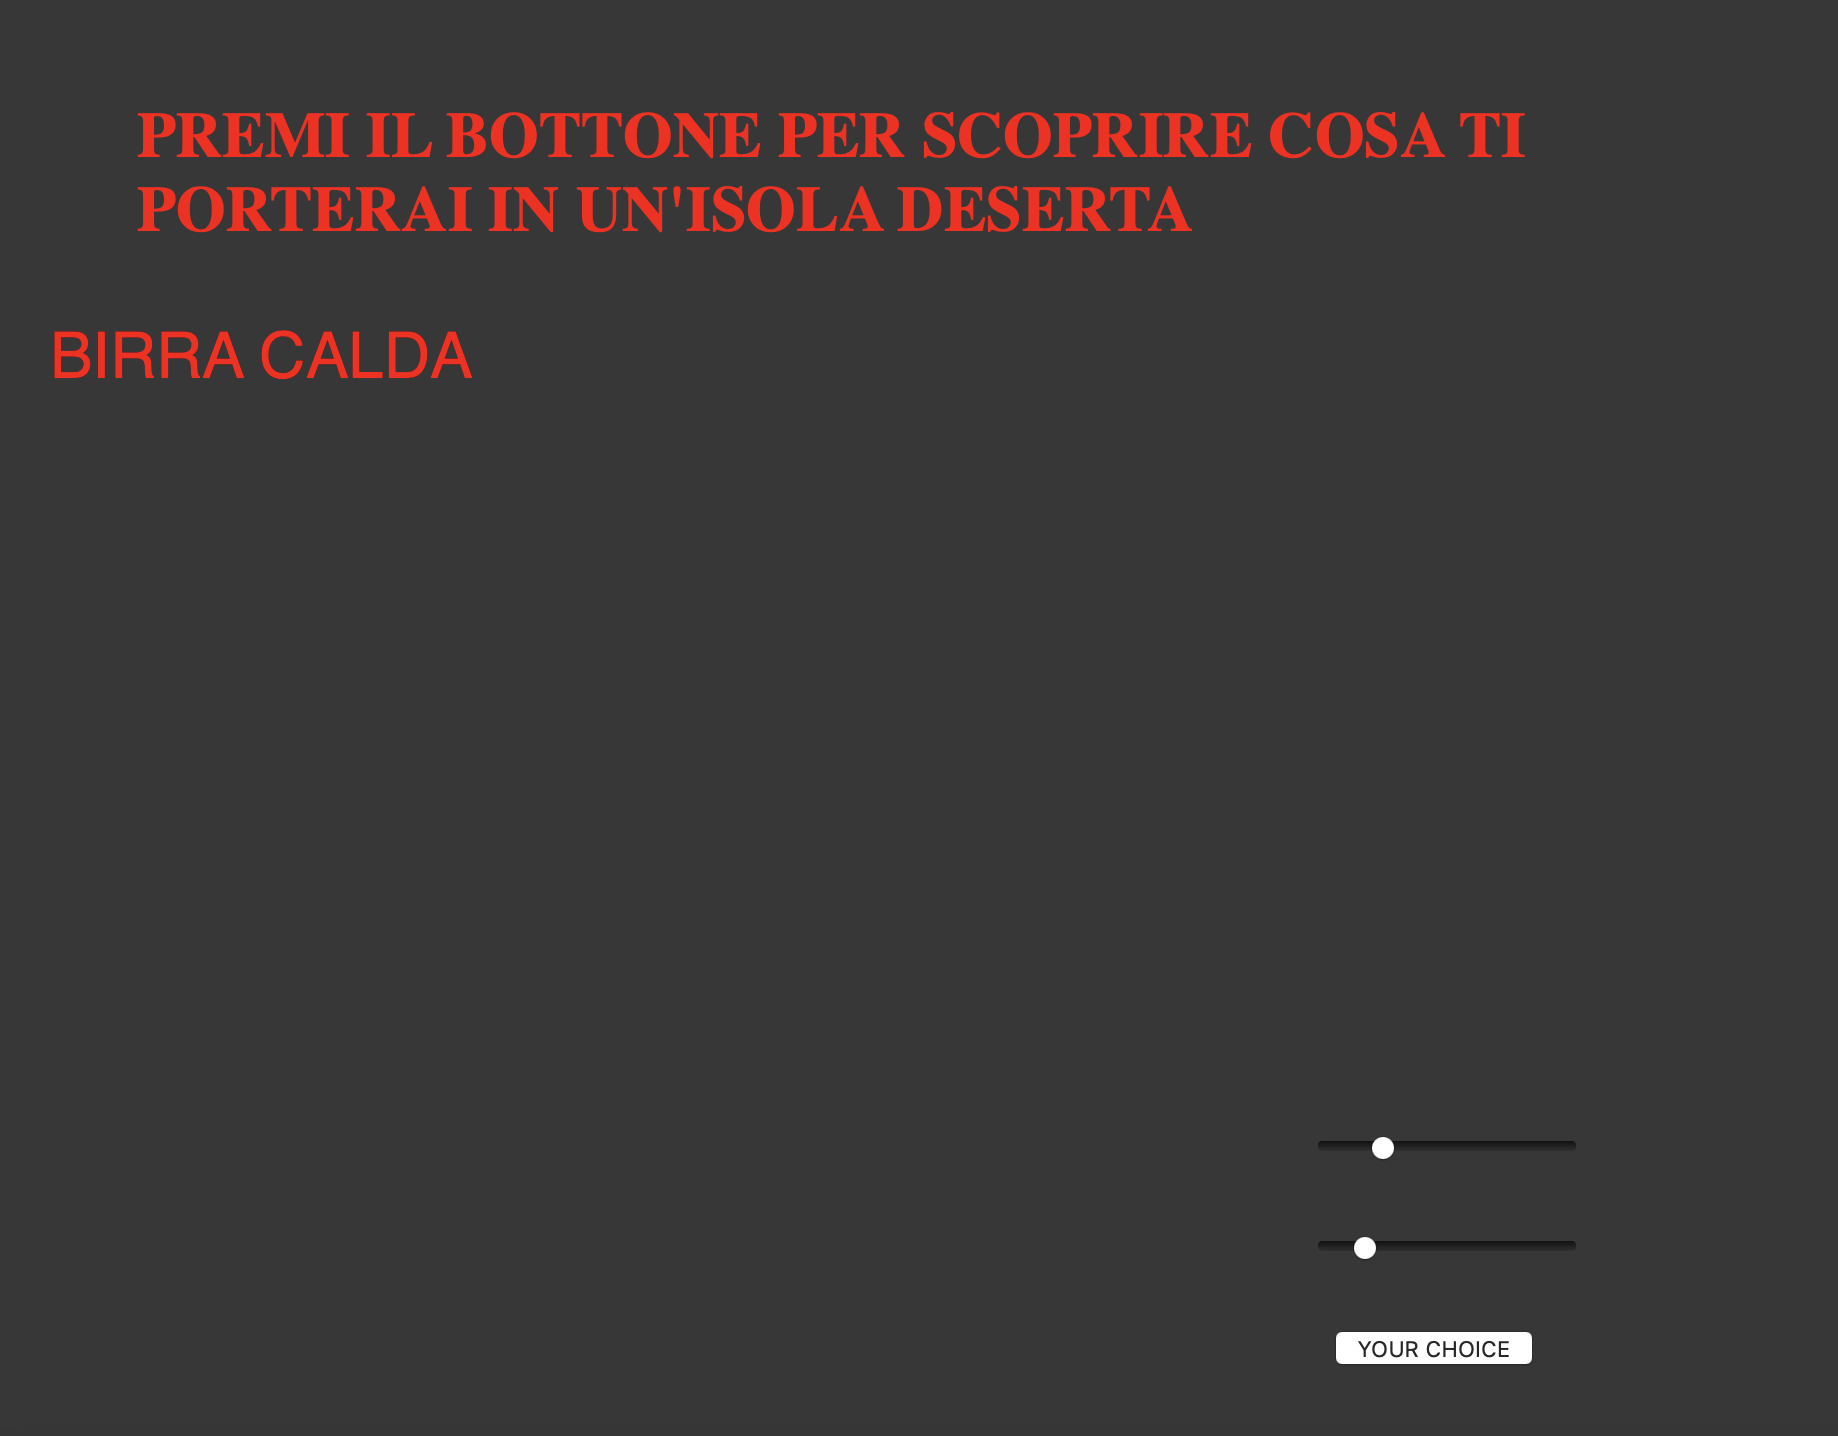 PREMI IL BOTTONE PER SCOPRIRE COSA TI
PORTERAI IN UN'ISOLA DESERTA
BIRRA CALDA
YOUR CHOICE